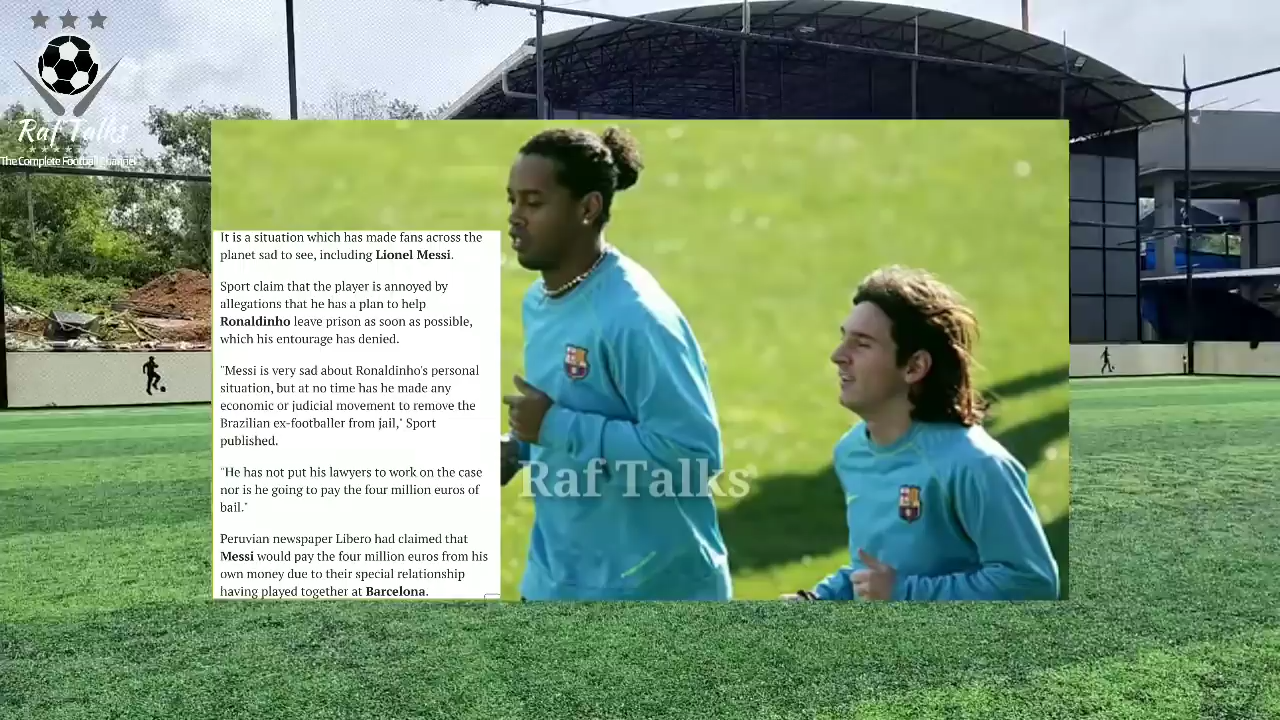 Raf Talks
The Complete Football Channel
It is a situation which has made fans across the
planet sad to see, including Lionel Messi.
Sport claim that the player is annoyed by
allegations that he has a plan to help
Ronaldinho leave prison as soon as possible,
which his entourage has denied.
"Messi is very sad about Ronaldinho's personal
situation, but at no time has he made any
economic or judicial movement to remove the
Brazilian ex-footballer from jail," Sport
published.
"He has not put his lawyers to work on the case
nor is he going to pay the four million euros of
bail."
Peruvian newspaper Libero had claimed that
Messi would pay the four million euros from his
own money due to their special relationship
having played together at Barcelona.
Raf Talks